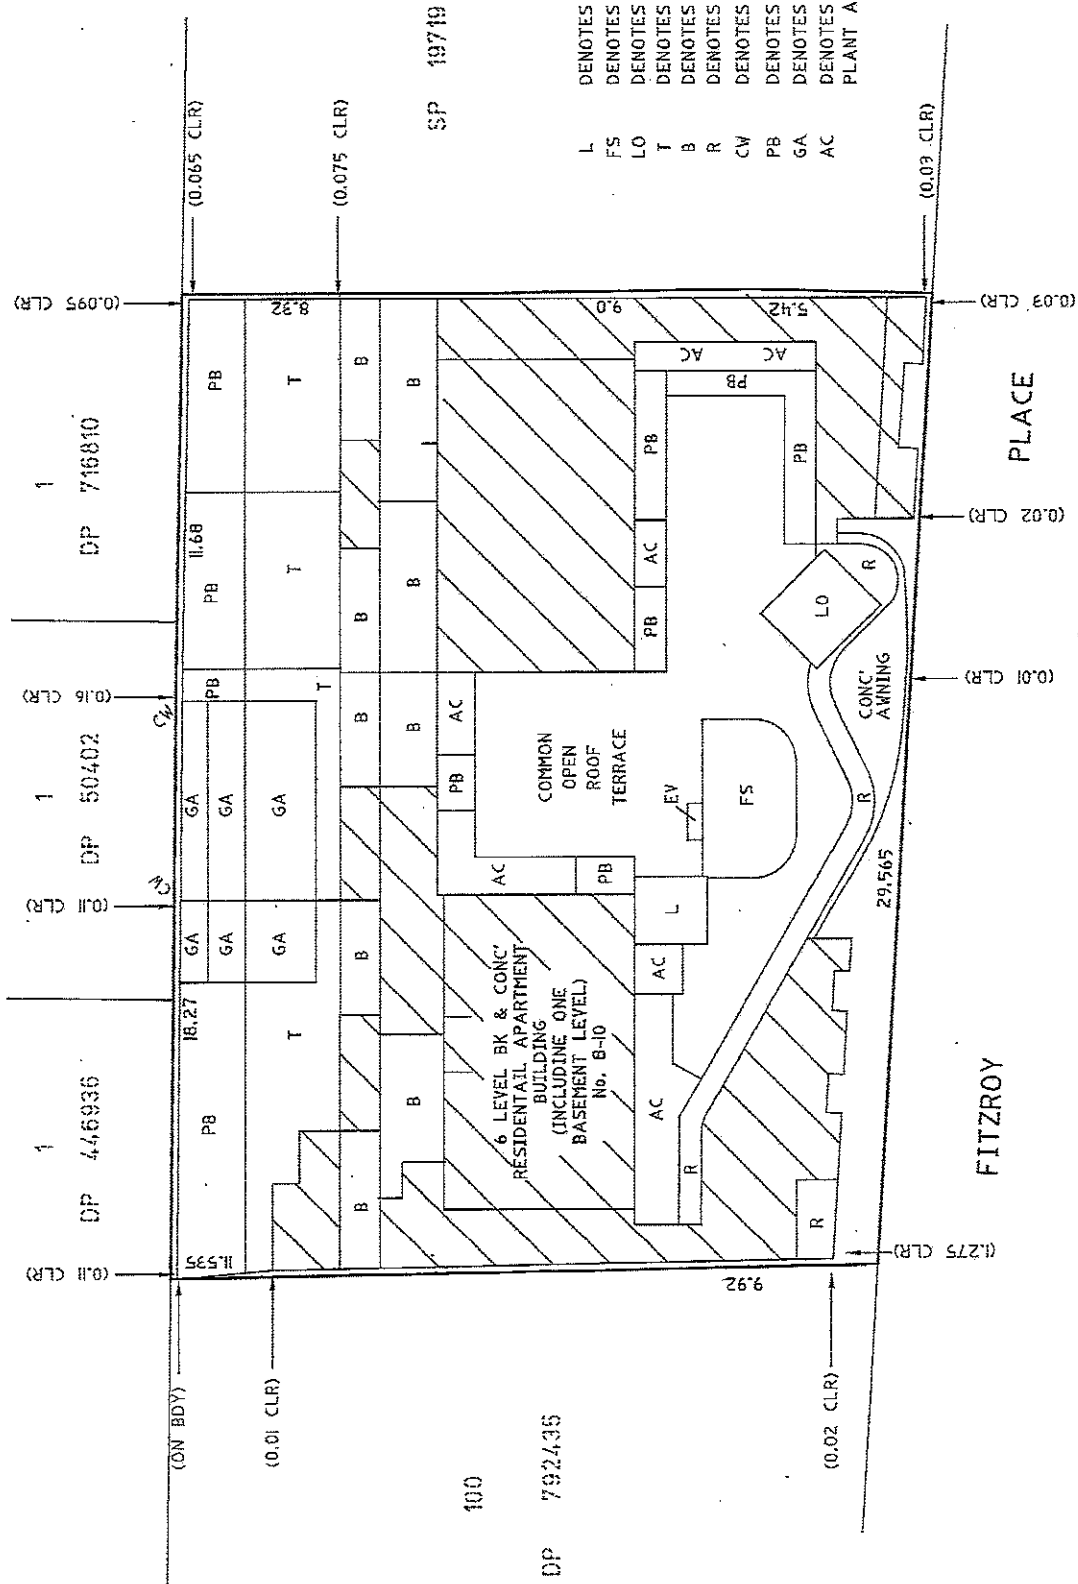 1
DP 446936
1
DP 50402
1
DP 716810
(0.11 CLR)
(0.11 CLR)
(0.16 CLR)
(0.095 CLR)
CW
CW
(ON BDY)
(0.01 CLR)
(0.02 CLR)
(0.065 CLR)
(0.075 CLR)
(0.09 CLR)
100
DP 792435
SP 19719
18.27
11.68
11.535
8.32
9.0
5.42
9.92
29.565
PB
GA
GA
PB
PB
PB
GA
GA
GA
GA
T
T
T
T
B
B
B
B
B
B
B
B
B
6 LEVEL BK & CONC'
RESIDENTAIL APARTMENT
BUILDING
(INCLUDINE ONE
BASEMENT LEVEL)
No. 8-10
AC
PB
PB
AC
COMMON
OPEN
ROOF
TERRACE
EV
FS
L
AC
AC
PB
AC
PB
AC
AC
PB
PB
LO
R
R
R
R
CONC'
AWNING
(1.275 CLR)
(0.01 CLR)
(0.02 CLR)
(0.03 CLR)
FITZROY
PLACE
L DENOTES
FS DENOTES
LO DENOTES
T DENOTES
B DENOTES
R DENOTES
CW DENOTES
PB DENOTES
GA DENOTES
AC DENOTES
PLANT A